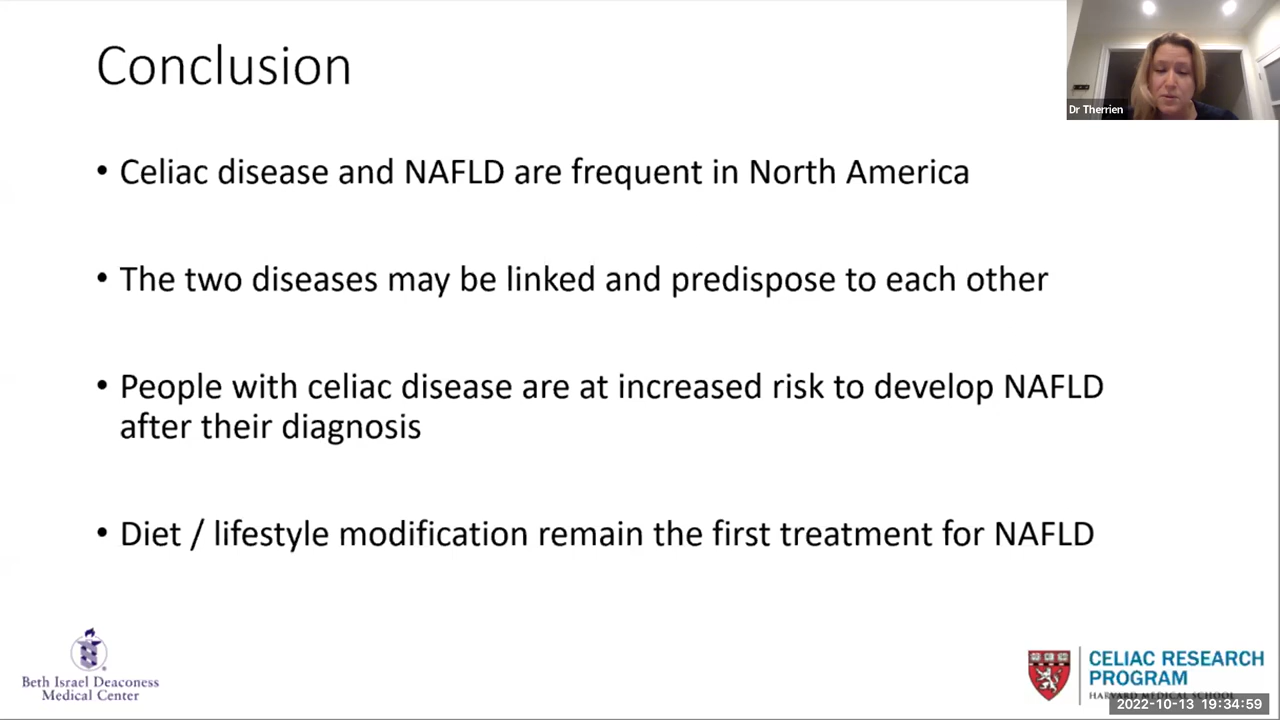 Conclusion
Dr Therrien
• Celiac disease and NAFLD are frequent in North America
• The two diseases may be linked and predispose to each other
• People with celiac disease are at increased risk to develop NAFLD
after their diagnosis
• Diet / lifestyle modification remain the first treatment for NAFLD
Beth Israel Deaconess
Medical Center
CELIAC RESEARCH
PROGRAM
HARVARD MEDICAL SCHOOL
2022-10-13 19:34:59